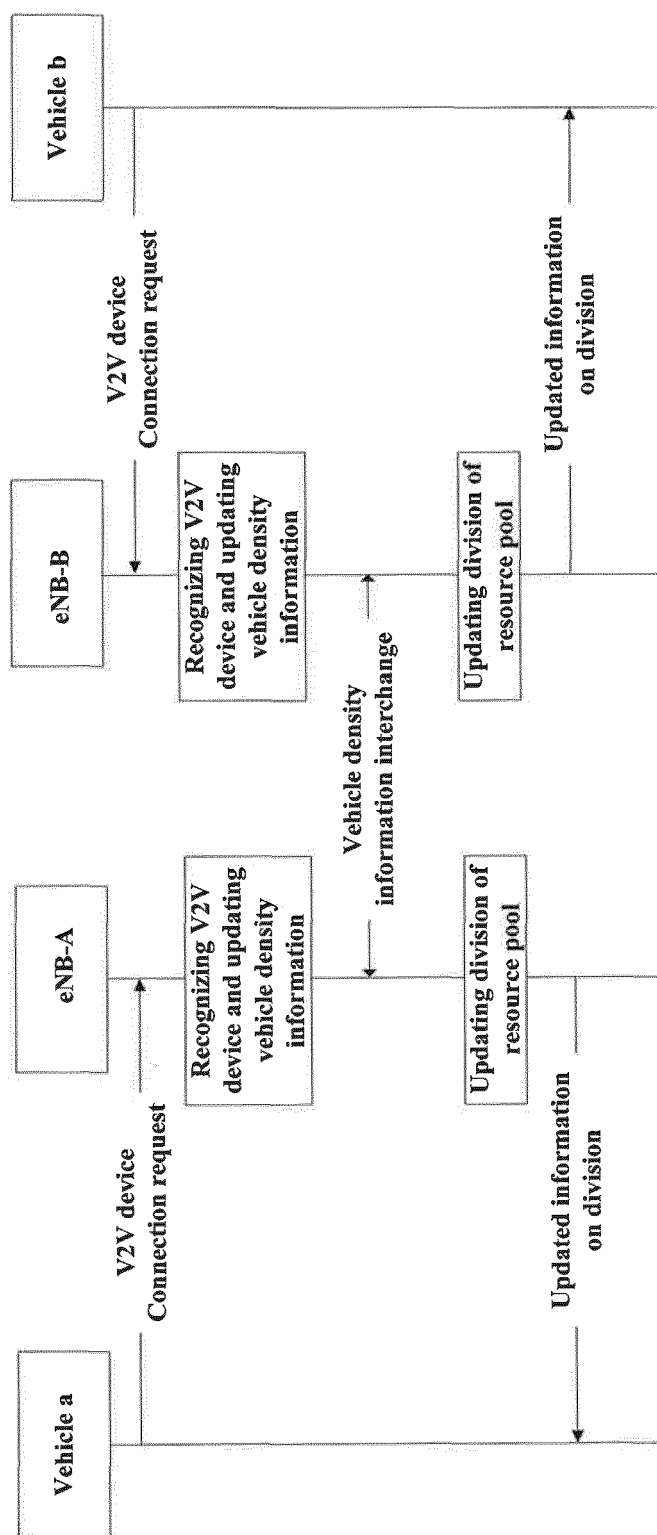 Vehicle a
eNB-A
eNB-B
Vehicle b
V2V device
Connection request
V2V device
Connection request
Recognizing V2V
device and updating
vehicle density
information
Recognizing V2V
device and updating
vehicle density
information
Vehicle density
information interchange
Updating division of
resource pool
Updating division of
resource pool
Updated information
on division
Updated information
on division